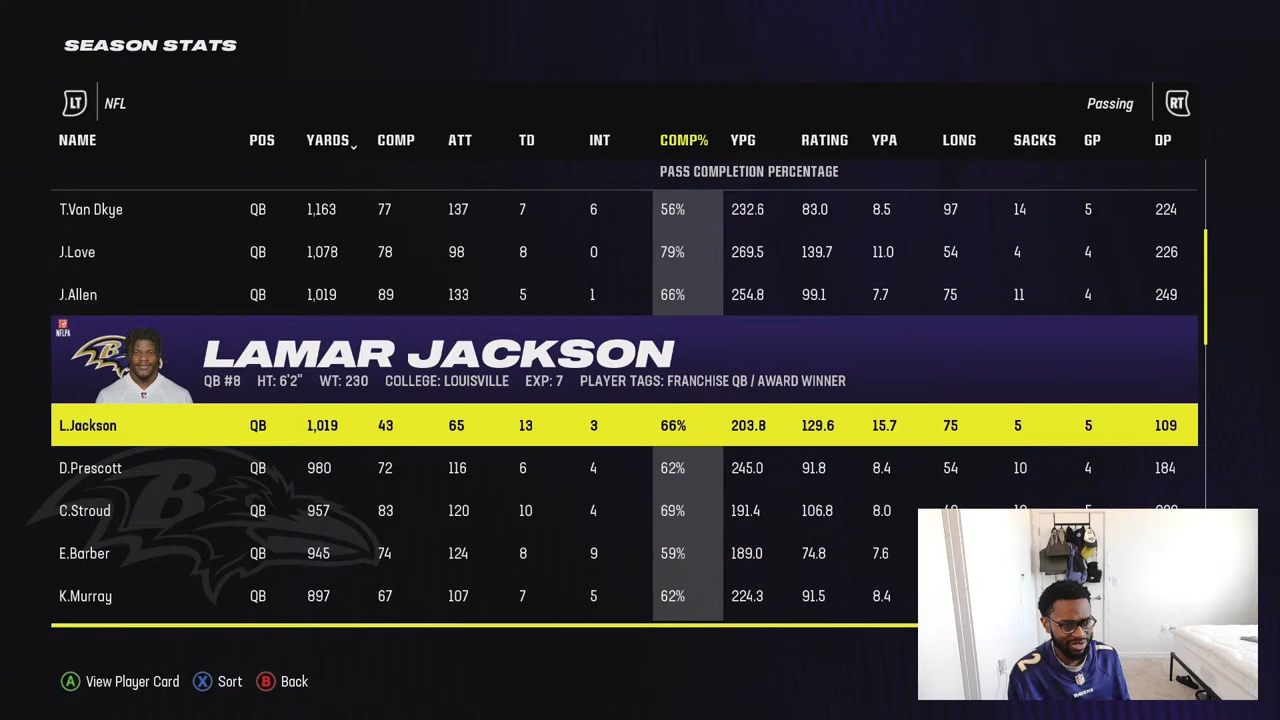 SEASON STATS
LT NFL Passing RT
NAME POS YARDS COMP ATT TD INT COMP% YPG RATING YPA LONG SACKS GP DP
PASS COMPLETION PERCENTAGE
T.Van Dkye QB 1,163 77 137 7 6 56% 232.6 83.0 8.5 97 14 5 224
J.Love QB 1,078 78 98 8 0 79% 269.5 139.7 11.0 54 4 4 226
J.Allen QB 1,019 89 133 5 1 66% 254.8 99.1 7.7 75 11 4 249
NFLPA
LAMAR JACKSON
QB #8 HT: 6'2" WT: 230 COLLEGE: LOUISVILLE EXP: 7 PLAYER TAGS: FRANCHISE QB / AWARD WINNER
L.Jackson QB 1,019 43 65 13 3 66% 203.8 129.6 15.7 75 5 5 109
D.Prescott QB 980 72 116 6 4 62% 245.0 91.8 8.4 54 10 4 184
C.Stroud QB 957 83 120 10 4 69% 191.4 106.8 8.0
E.Barber QB 945 74 124 8 9 59% 189.0 74.8 7.6
K.Murray QB 897 67 107 7 5 62% 224.3 91.5 8.4
A View Player Card X Sort B Back
2
RAVENS